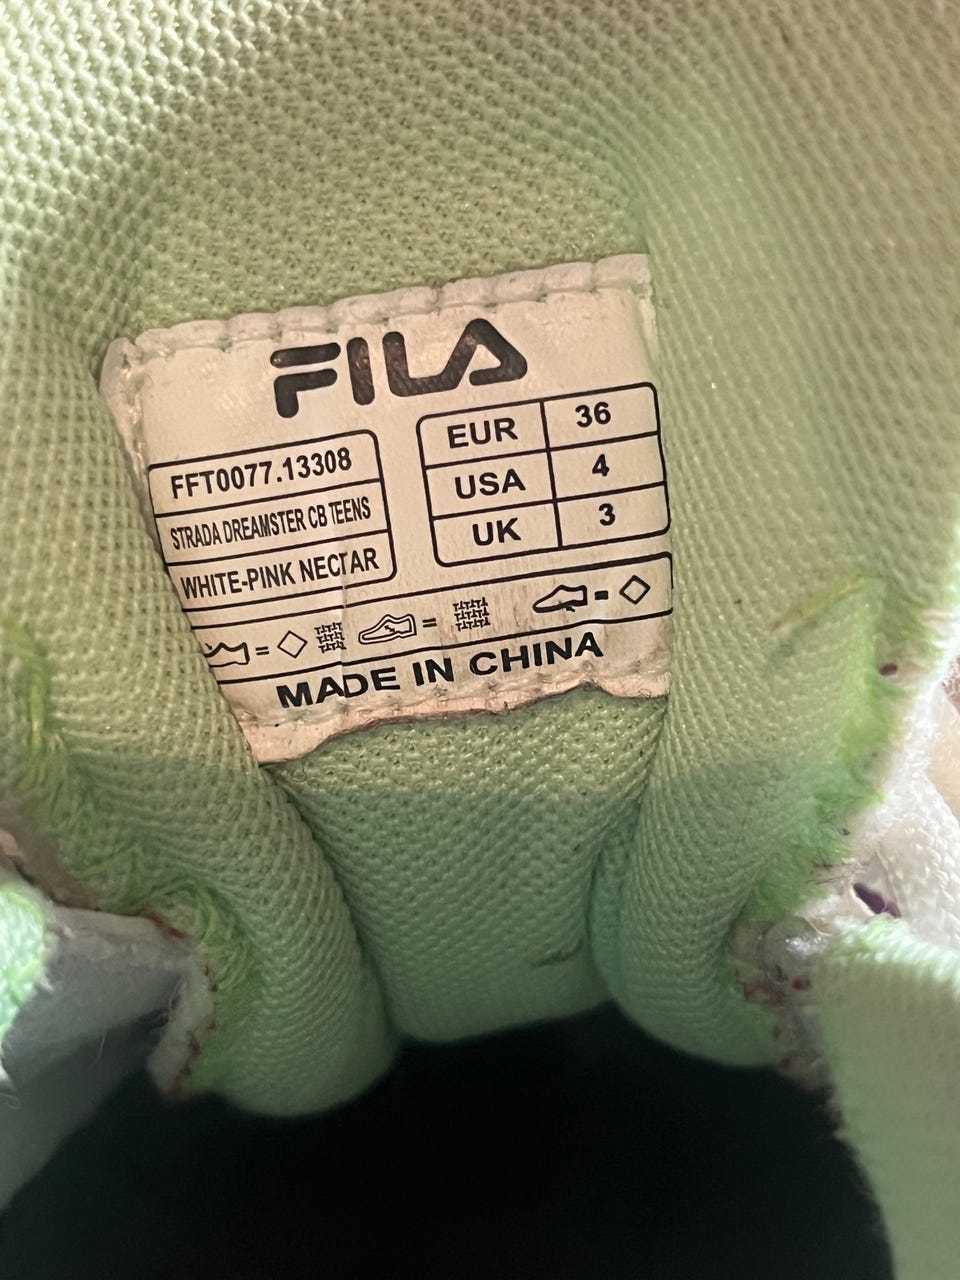 FILA
FFT0077.13308
STRADA DREAMSTER CB TEENS
WHITE-PINK NECTAR
EUR 36
USA 4
UK 3
MADE IN CHINA